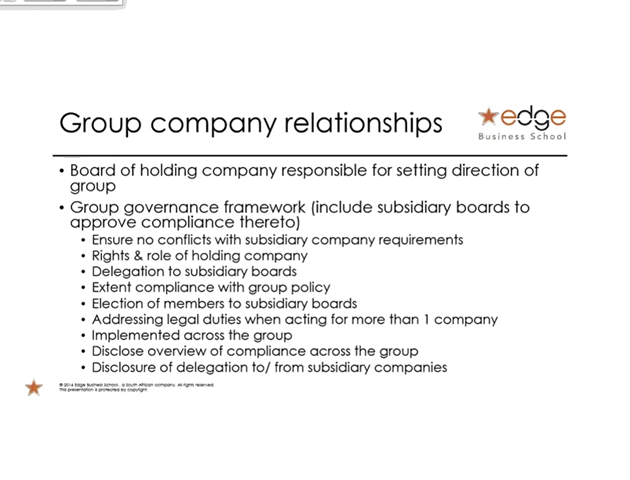 Group company relationships
edge
Business School
• Board of holding company responsible for setting direction of
group
• Group governance framework (include subsidiary boards to
approve compliance thereto)
• Ensure no conflicts with subsidiary company requirements
• Rights & role of holding company
• Delegation to subsidiary boards
• Extent compliance with group policy
• Election of members to subsidiary boards
• Addressing legal duties when acting for more than 1 company
• Implemented across the group
• Disclose overview of compliance across the group
• Disclosure of delegation to/ from subsidiary companies
© 2016 Edge Business School, a South African company. All rights reserved.
This presentation is protected by copyright.